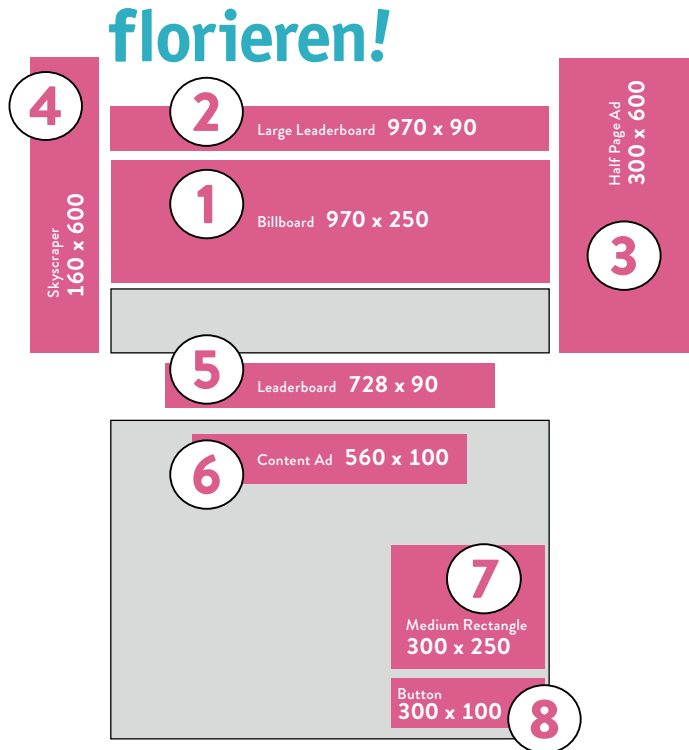 florieren!
4
2
Large Leaderboard 970 x 90
Half Page Ad
300 x 600
1
Billboard 970 x 250
Skyscraper
160 x 600
3
5
Leaderboard 728 x 90
6
Content Ad 560 x 100
7
Medium Rectangle
300 x 250
Button
300 x 100
8